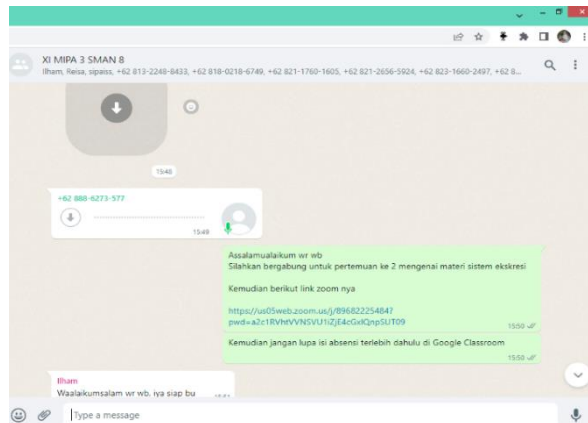 XI MIPA 3 SMAN 8
Ilham, Reisa, sipaiss, +62 813-2248-8433, +62 818-0218-6749, +62 821-1760-1605, +62 821-2656-5924, +62 823-1660-2497, +62 8...
15:48
+62 888-6273-577
15:49
Assalamualaikum wr wb
Silahkan bergabung untuk pertemuan ke 2 mengenai materi sistem ekskresi
Kemudian berikut link zoom nya
https://us05web.zoom.us/j/89682225484?
15:50
Kemudian jangan lupa isi absensi terlebih dahulu di Google Classroom
15:50
Ilham
Waalaikumsalam wr wb, iya siap bu
Type a message